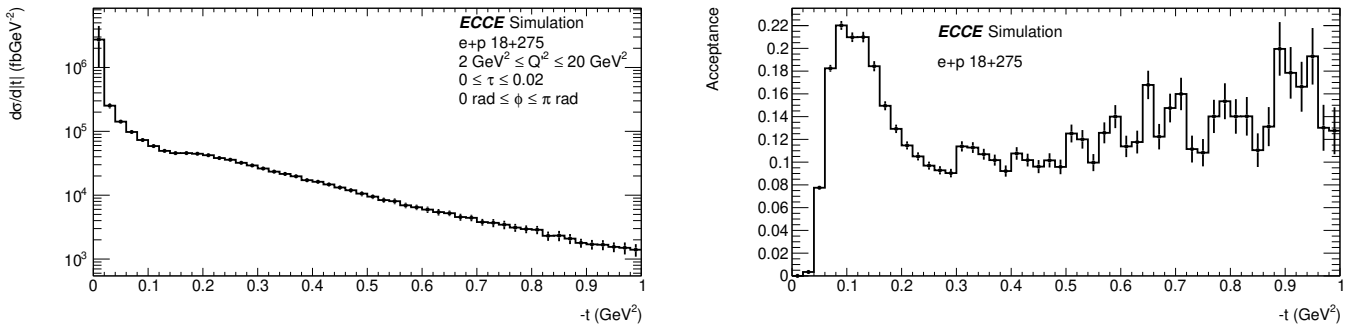 dσ/d|t| (fbGeV⁻²)
ECCE Simulation
e+p 18+275
2 GeV² ≤ Q'² ≤ 20 GeV²
0 ≤ τ ≤ 0.02
0 rad ≤ ϕ ≤ π rad
10⁶
10⁵
10⁴
10³
0 0.1 0.2 0.3 0.4 0.5 0.6 0.7 0.8 0.9 1
-t (GeV²)
Acceptance
ECCE Simulation
e+p 18+275
0.22
0.2
0.18
0.16
0.14
0.12
0.1
0.08
0.06
0.04
0.02
0
0 0.1 0.2 0.3 0.4 0.5 0.6 0.7 0.8 0.9 1
-t (GeV²)